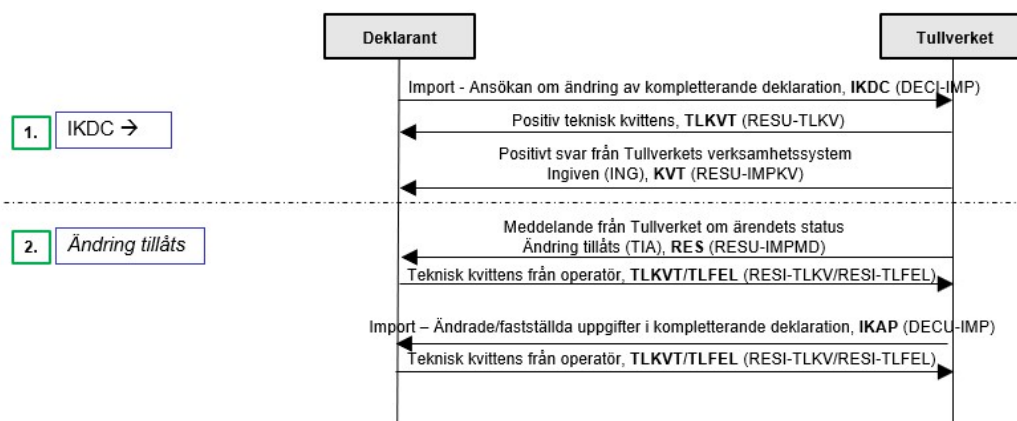 Deklarant
Tullverket
Import - Ansökan om ändring av kompletterande deklaration, IKDC (DECI-IMP)
1.
IKDC →
Positiv teknisk kvittens, TLKVT (RESU-TLKV)
Positivt svar från Tullverkets verksamhetssystem
Ingiven (ING), KVT (RESU-IMPKV)
2.
Ändring tillåts
Meddelande från Tullverket om ärendets status
Ändring tillåts (TIA), RES (RESU-IMPMD)
Teknisk kvittens från operatör, TLKVT/TLFEL (RESI-TLKV/RESI-TLFEL)
Import – Ändrade/fastställda uppgifter i kompletterande deklaration, IKAP (DECU-IMP)
Teknisk kvittens från operatör, TLKVT/TLFEL (RESI-TLKV/RESI-TLFEL)